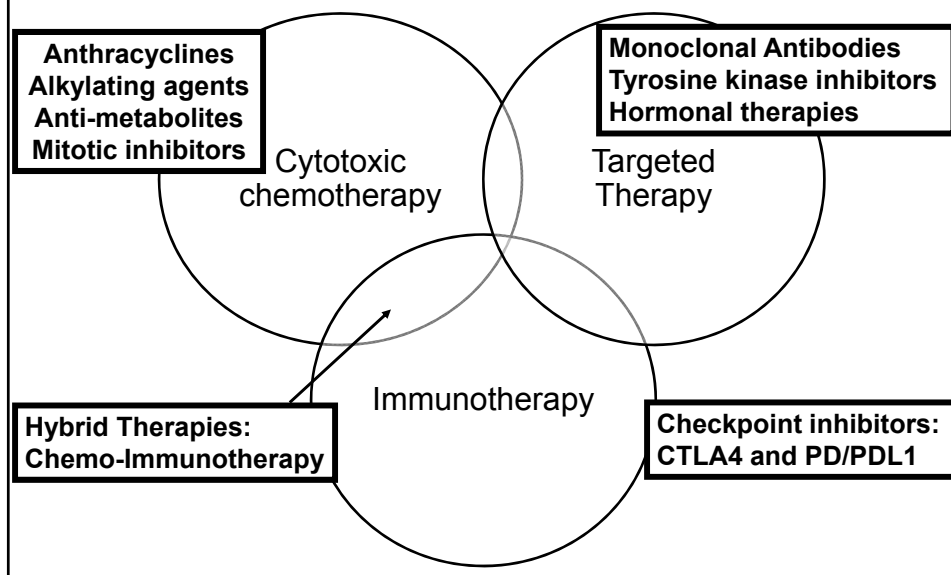 Anthracyclines
Alkylating agents
Anti-metabolites
Mitotic inhibitors
Monoclonal Antibodies
Tyrosine kinase inhibitors
Hormonal therapies
Cytotoxic
chemotherapy
Targeted
Therapy
Immunotherapy
Hybrid Therapies:
Chemo-Immunotherapy
Checkpoint inhibitors:
CTLA4 and PD/PDL1